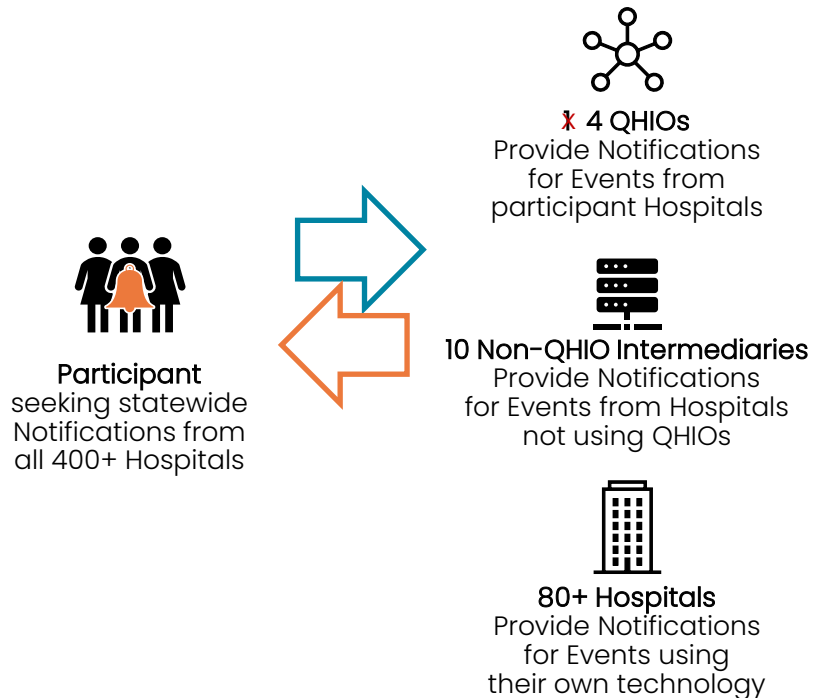 Participant
seeking statewide
Notifications from
all 400+ Hospitals
1 4 QHIOs
Provide Notifications
for Events from
participant Hospitals
10 Non-QHIO Intermediaries
Provide Notifications
for Events from Hospitals
not using QHIOs
80+ Hospitals
Provide Notifications
for Events using
their own technology